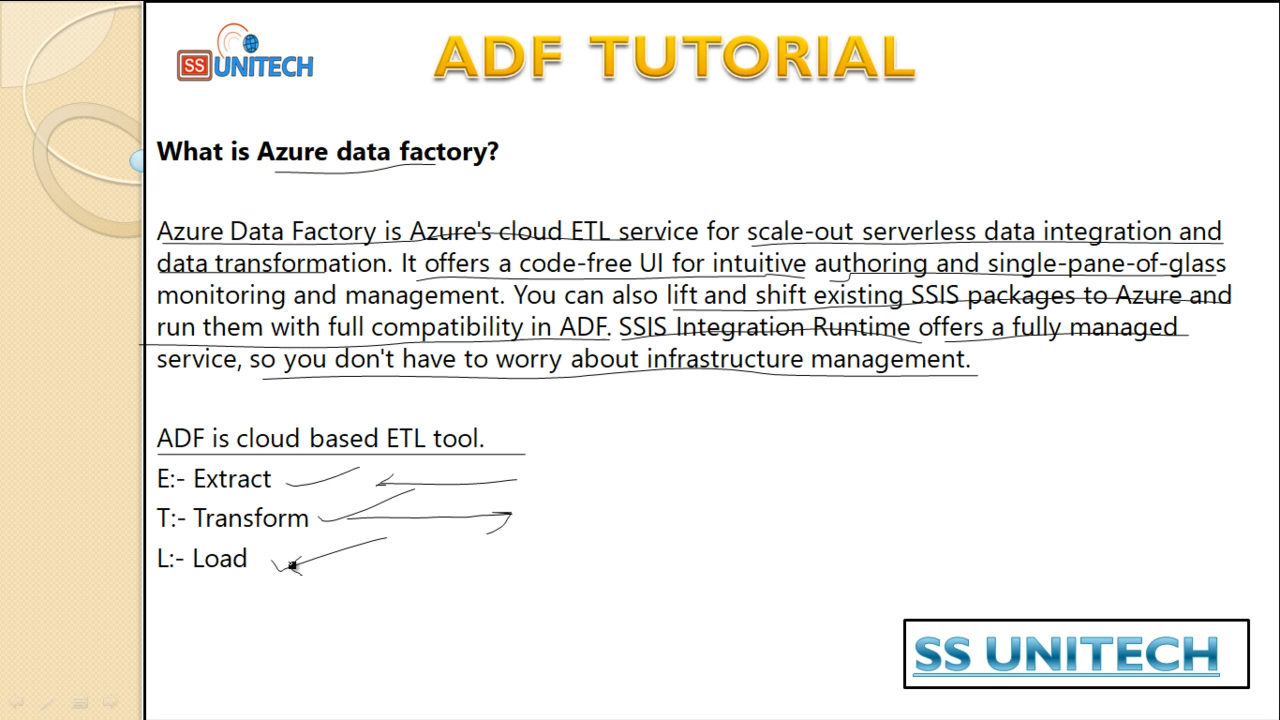 SS UNITECH
ADF TUTORIAL
What is Azure data factory?
Azure Data Factory is Azure's cloud ETL service for scale-out serverless data integration and
data transformation. It offers a code-free UI for intuitive authoring and single-pane-of-glass
monitoring and management. You can also lift and shift existing SSIS packages to Azure and
run them with full compatibility in ADF. SSIS Integration Runtime offers a fully managed
service, so you don't have to worry about infrastructure management.
ADF is cloud based ETL tool.
E:- Extract
T:- Transform
L:- Load
SS UNITECH